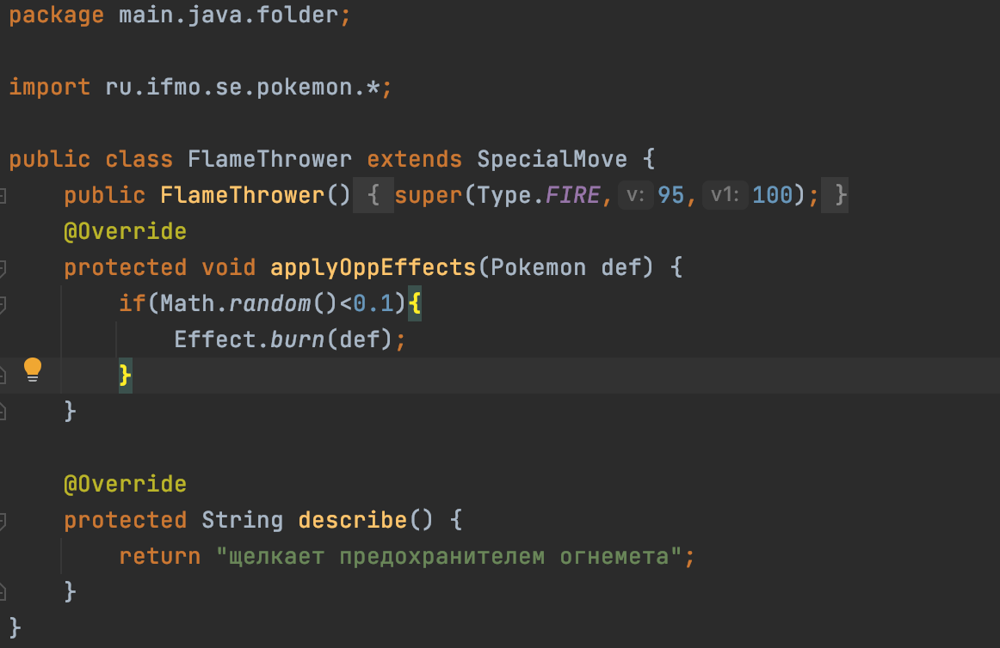 package main.java.folder;
import ru.ifmo.se.pokemon.*;
public class FlameThrower extends SpecialMove {
public FlameThrower() { super(Type.FIRE, v: 95, v1: 100); }
@Override
protected void applyOppEffects(Pokemon def) {
if(Math.random()<0.1){
Effect.burn(def);
}
}
@Override
protected String describe() {
return "щелкает предохранителем огнемета";
}
}